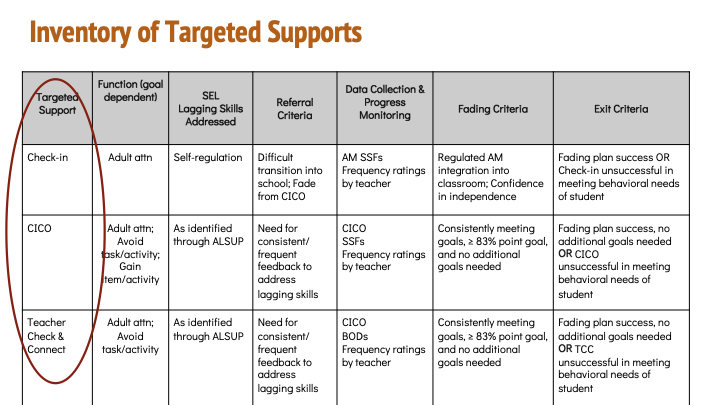 Inventory of Targeted Supports
Targeted
Support
Function (goal
dependent)
SEL
Lagging Skills
Addressed
Referral
Criteria
Data Collection &
Progress
Monitoring
Fading Criteria
Exit Criteria
Check-in
Adult attn
Self-regulation
Difficult
transition into
school; Fade
from CICO
AM SSFs
Frequency ratings
by teacher
Regulated AM
integration into
classroom; Confidence
in independence
Fading plan success OR
Check-in unsuccessful in
meeting behavioral needs
of student
CICO
Adult attn;
Avoid
task/activity;
Gain
item/activity
As identified
through ALSUP
Need for
consistent/
frequent
feedback to
address
lagging skills
CICO
SSFs
Frequency ratings
by teacher
Consistently meeting
goals, ≥ 83% point goal,
and no additional
goals needed
Fading plan success, no
additional goals needed
OR CICO
unsuccessful in meeting
behavioral needs of
student
Teacher
Check &
Connect
Adult attn;
Avoid
task/activity
As identified
through ALSUP
Need for
consistent/
frequent
feedback to
address
lagging skills
CICO
BODs
Frequency ratings
by teacher
Consistently meeting
goals, ≥ 83% point goal,
and no additional
goals needed
Fading plan success, no
additional goals needed
OR TCC
unsuccessful in meeting
behavioral needs of
student